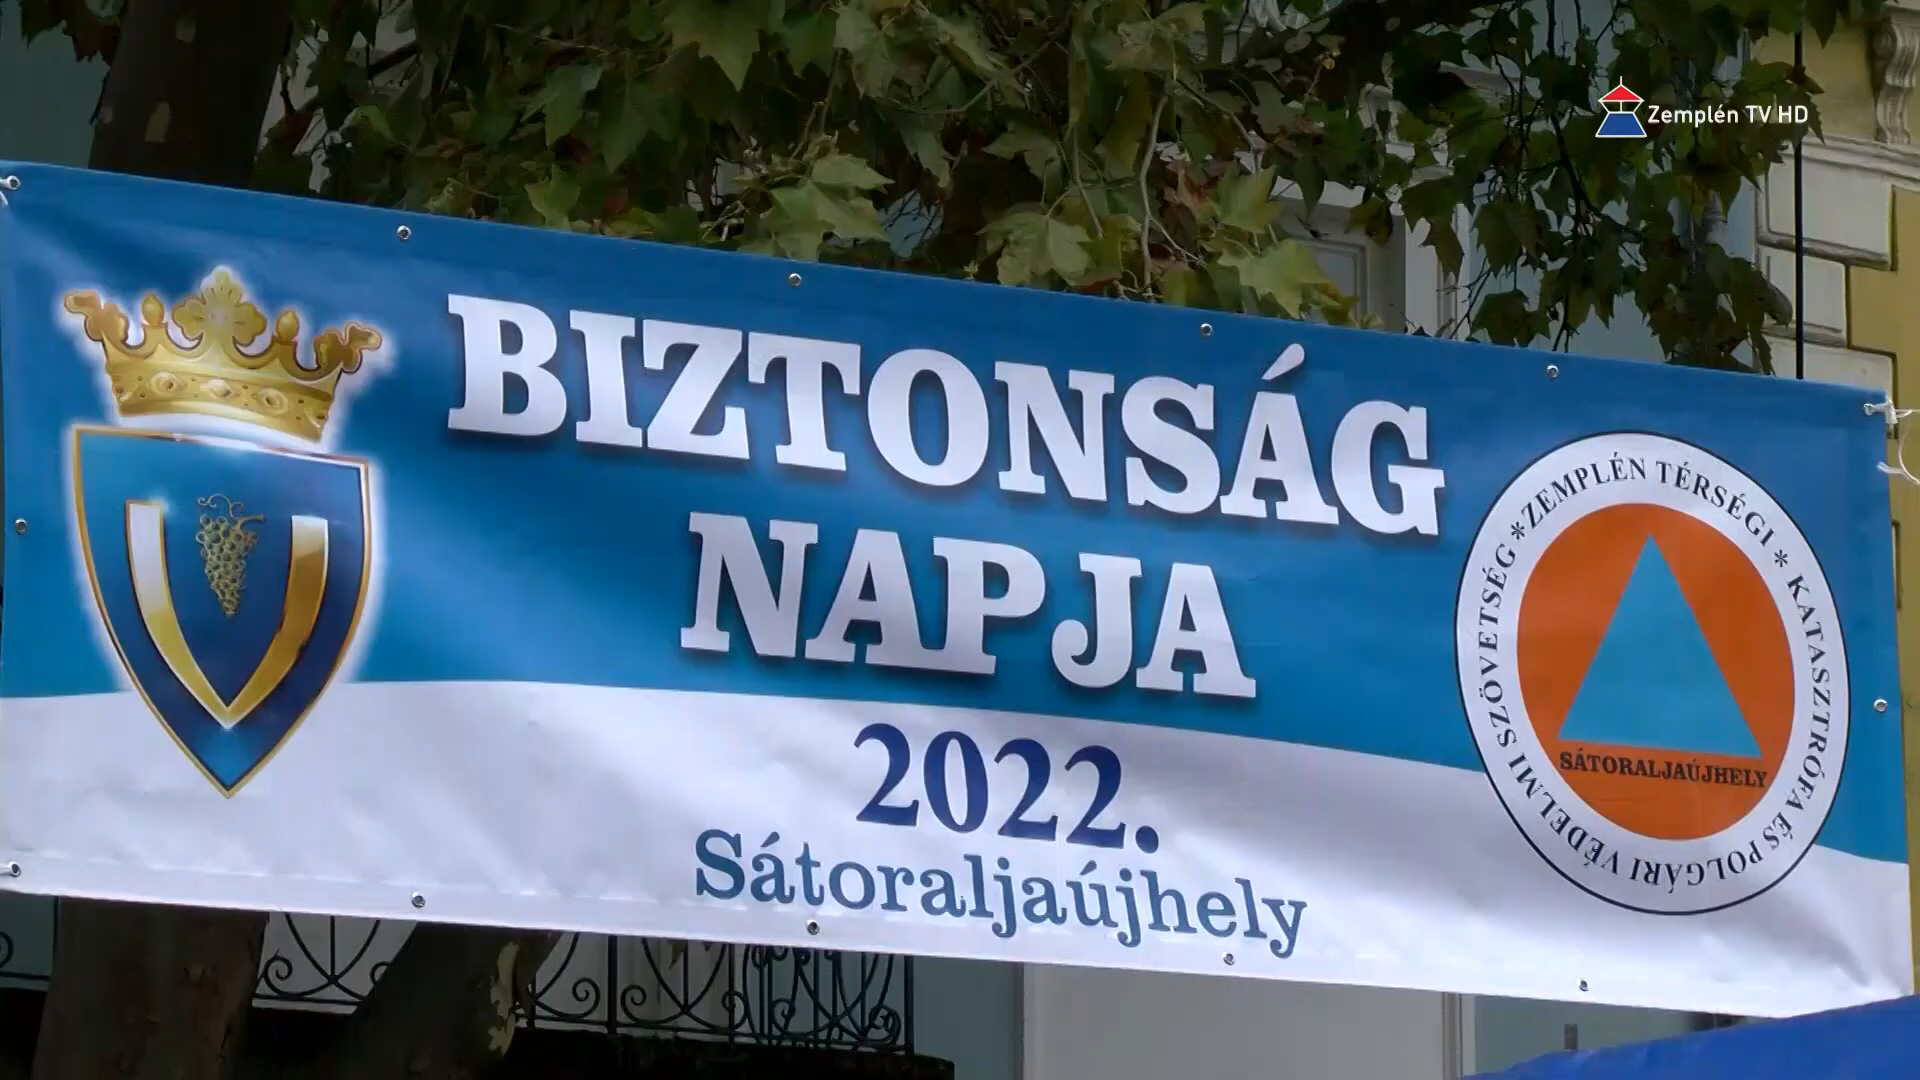 Zemplén TV HD
BIZTONSÁG
NAPJA
2022.
Sátoraljaújhely
*ZEMPLÉN TÉRSÉGI * KATASZTRÓFA ÉS POLGÁRI VÉDELMI SZÖVETSÉG
SÁTORALJAÚJHELY